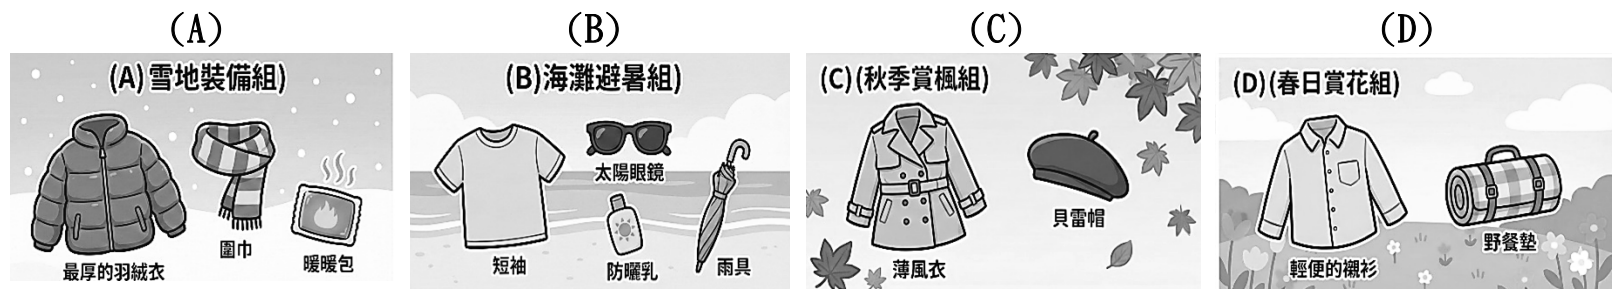 (A)
(B)
(C)
(D)
(A)雪地裝備組)
最厚的羽絨衣
圍巾
暖暖包
(B)海灘避暑組)
短袖
太陽眼鏡
防曬乳
雨具
(C)(秋季賞楓組)
薄風衣
貝雷帽
(D)(春日賞花組)
輕便的襯衫
野餐墊